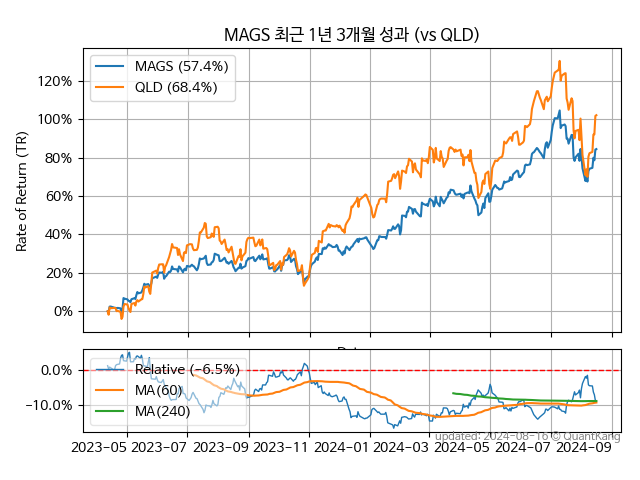 MAGS 최근 1년 3개월 성과 (vs QLD)
MAGS (57.4%)
QLD (68.4%)
120%
100%
80%
60%
40%
20%
0%
Rate of Return (TR)
Relative (−6.5%)
MA(60)
MA(240)
0.0%
−10.0%
2023-05 2023-07 2023-09 2023-11 2024-01 2024-03 2024-05 2024-07 2024-09
updated: 2024-08-16 © QuantKang